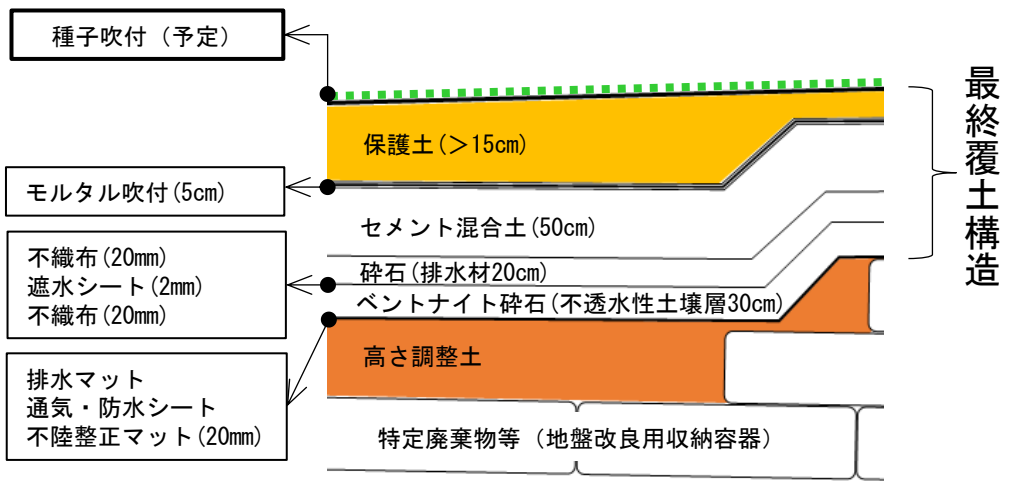 種子吹付（予定）
保護土(＞15cm)
モルタル吹付(5cm)
セメント混合土(50cm)
不織布(20mm)
遮水シート(2mm)
不織布(20mm)
砕石(排水材20cm)
ベントナイト砕石(不透水性土壌層30cm)
高さ調整土
排水マット
通気・防水シート
不陸整正マット(20mm)
特定廃棄物等（地盤改良用収納容器）
最終覆土構造